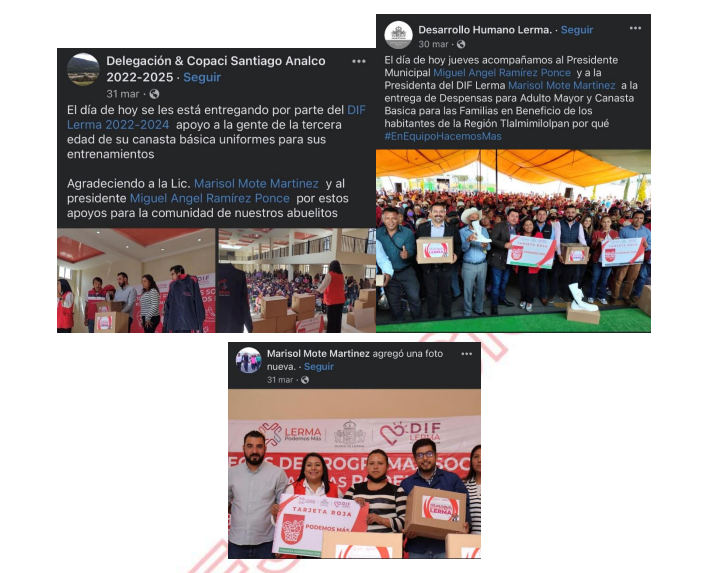 Delegación & Copaci Santiago Analco
2022-2025 · Seguir
31 mar ·
El día de hoy se les está entregando por parte del DIF
Lerma 2022-2024 apoyo a la gente de la tercera
edad de su canasta básica uniformes para sus
entrenamientos
Agradeciendo a la Lic. Marisol Mote Martinez y al
presidente Miguel Angel Ramírez Ponce por estos
apoyos para la comunidad de nuestros abuelitos
DIF
Desarrollo Humano Lerma. · Seguir
30 mar ·
El día de hoy jueves acompañamos al Presidente
Municipal Miguel Angel Ramírez Ponce y a la
Presidenta del DIF Lerma Marisol Mote Martinez a la
entrega de Despensas para Adulto Mayor y Canasta
Basica para las Familias en Beneficio de los
habitantes de la Región Tlalmimilolpan por qué
#EnEquipoHacemosMas
LERMA
TARJETA ROJA
Marisol Mote Martinez agregó una foto
nueva. · Seguir
31 mar ·
LERMA
Podemos Más
DIF
LERMA
TARJETA ROJA
PODEMOS MÁS
LERMA